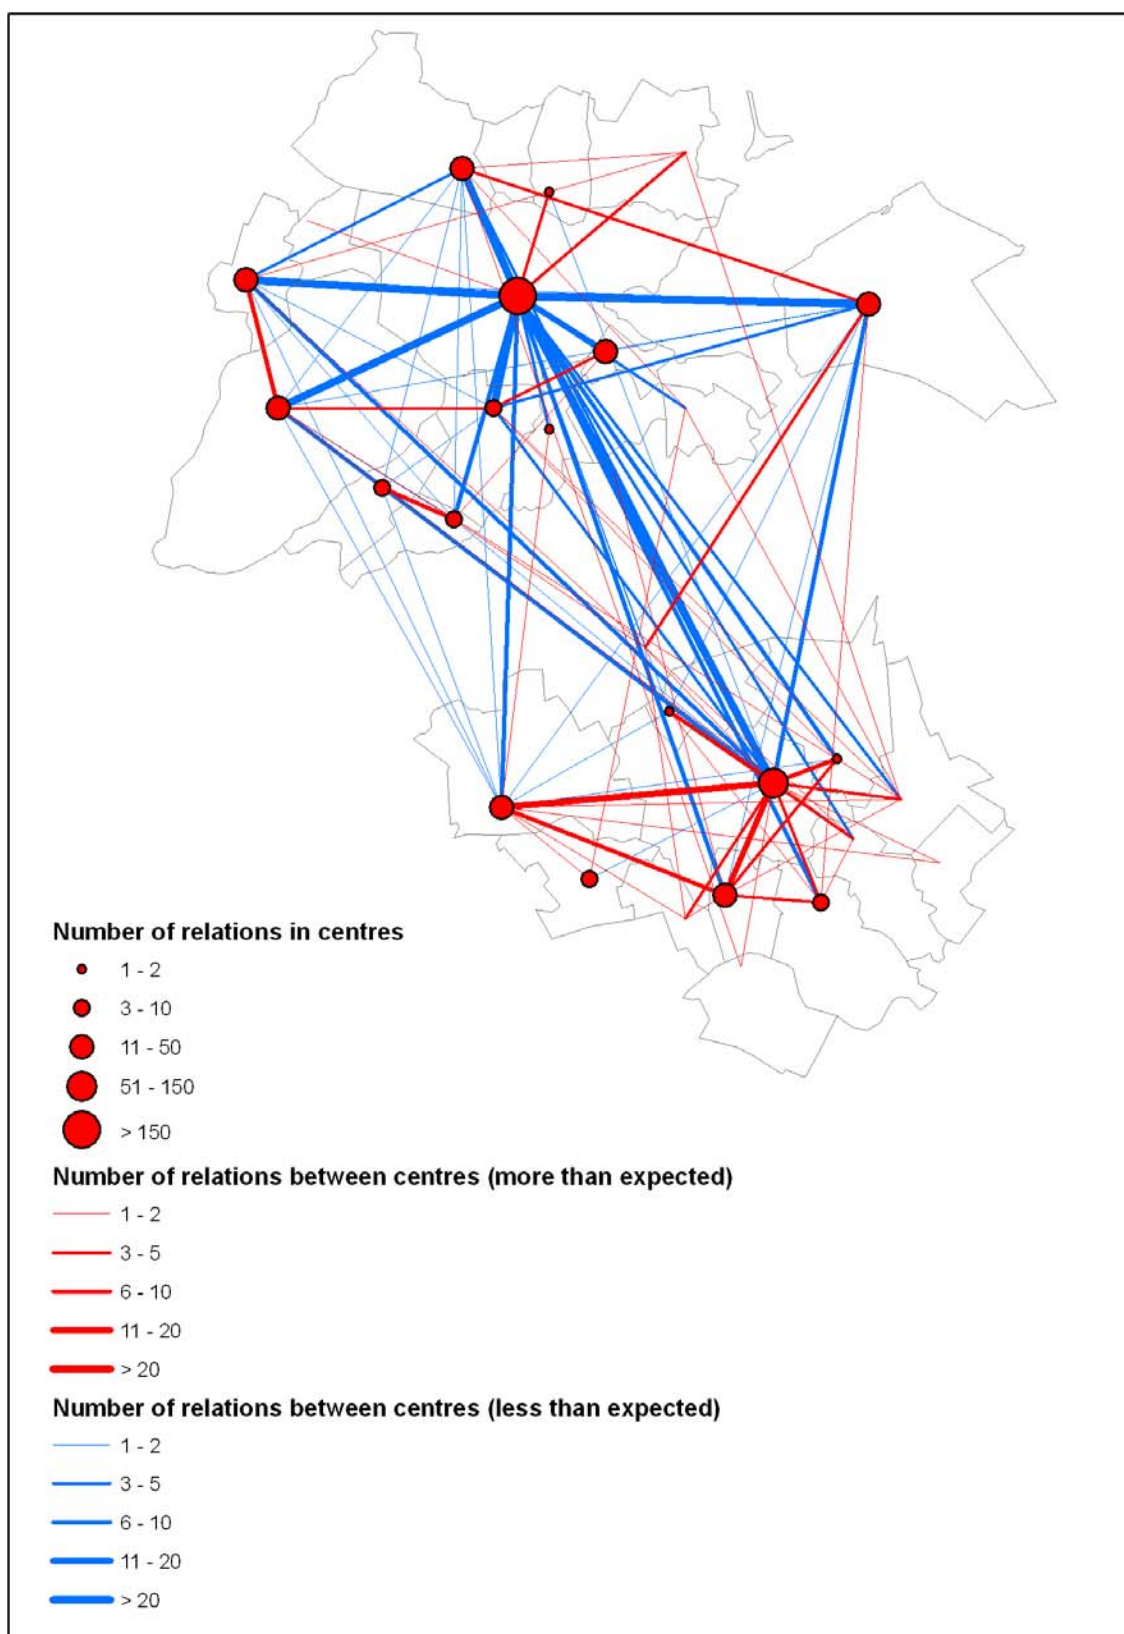 Number of relations in centres
1 - 2
3 - 10
11 - 50
51 - 150
> 150
Number of relations between centres (more than expected)
1 - 2
3 - 5
6 - 10
11 - 20
> 20
Number of relations between centres (less than expected)
1 - 2
3 - 5
6 - 10
11 - 20
> 20